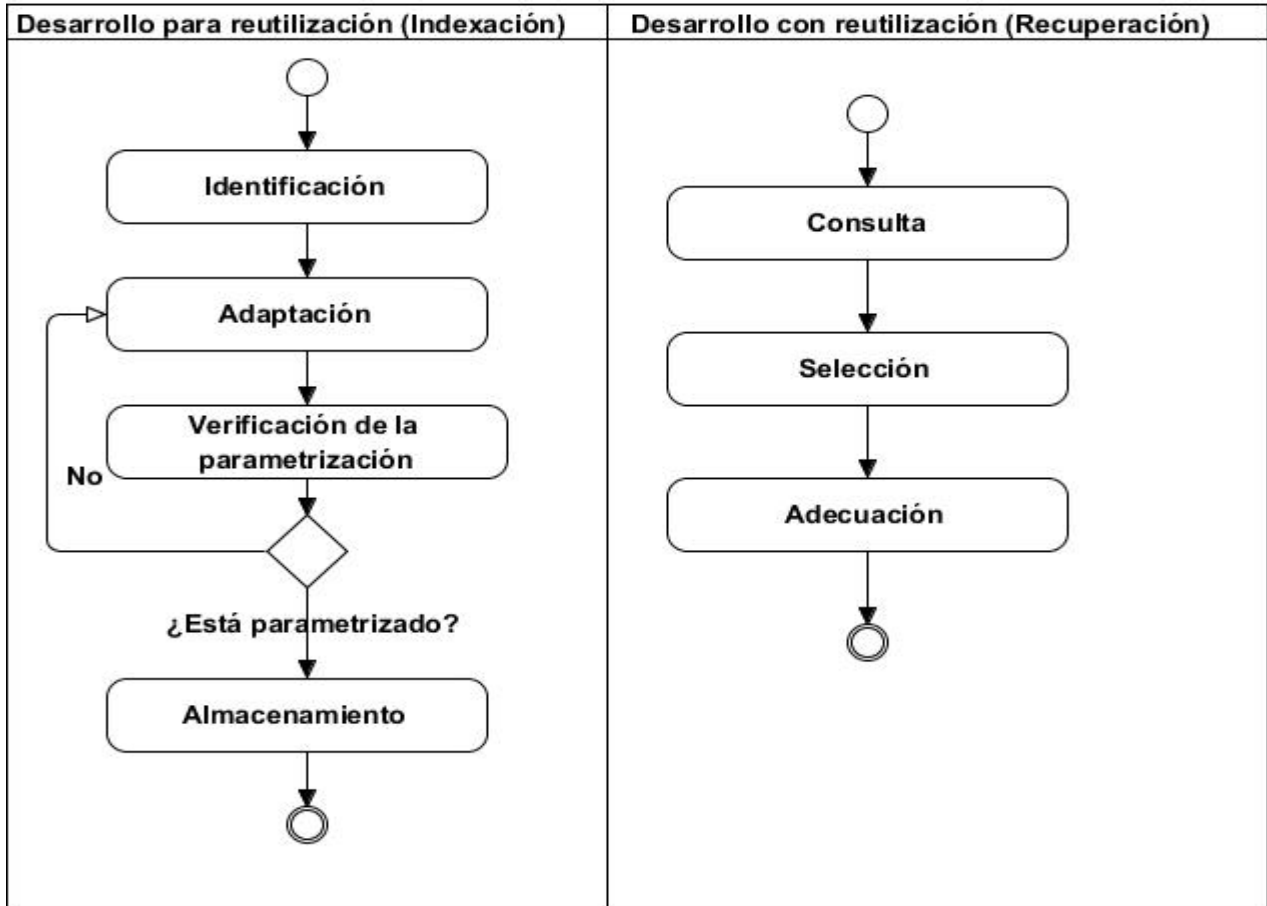 Desarrollo para reutilización (Indexación)
Identificación
Adaptación
Verificación de la
parametrización
No
¿Está parametrizado?
Almacenamiento
Desarrollo con reutilización (Recuperación)
Consulta
Selección
Adecuación